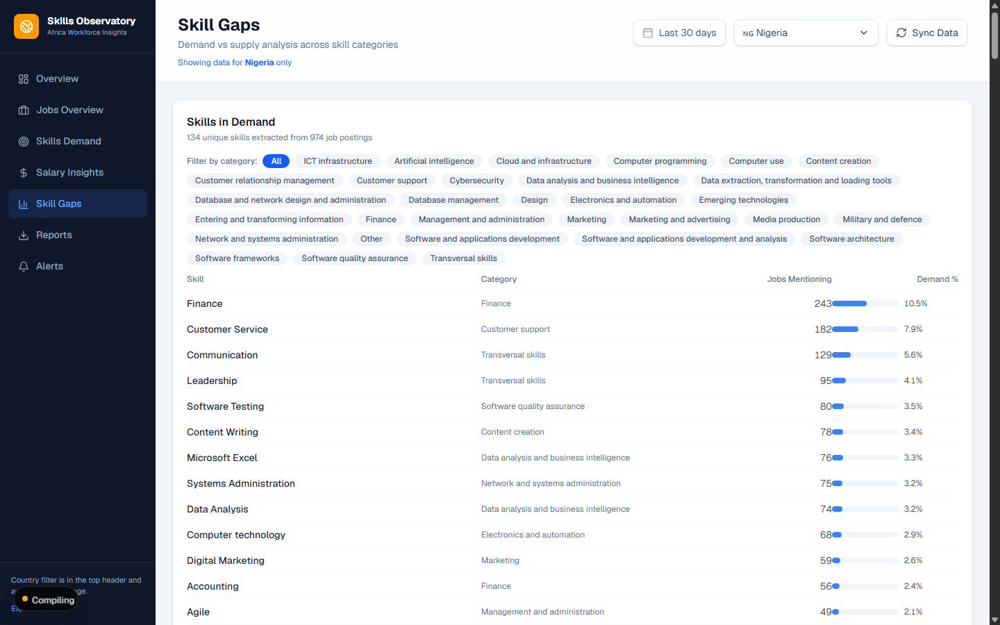 Skills Observatory
Africa Workforce Insights
Overview
Jobs Overview
Skills Demand
Salary Insights
Skill Gaps
Reports
Alerts
Country filter is in the top header and
Compiling
Skill Gaps
Demand vs supply analysis across skill categories
Showing data for Nigeria only
Last 30 days
NG Nigeria
Sync Data
Skills in Demand
134 unique skills extracted from 974 job postings
Filter by category: All ICT infrastructure Artificial intelligence Cloud and infrastructure Computer programming Computer use Content creation
Customer relationship management Customer support Cybersecurity Data analysis and business intelligence Data extraction, transformation and loading tools
Database and network design and administration Database management Design Electronics and automation Emerging technologies
Entering and transforming information Finance Management and administration Marketing Marketing and advertising Media production Military and defence
Network and systems administration Other Software and applications development Software and applications development and analysis Software architecture
Software frameworks Software quality assurance Transversal skills
Skill Category Jobs Mentioning Demand %
Finance Finance 243 10.5%
Customer Service Customer support 182 7.9%
Communication Transversal skills 129 5.6%
Leadership Transversal skills 95 4.1%
Software Testing Software quality assurance 80 3.5%
Content Writing Content creation 78 3.4%
Microsoft Excel Data analysis and business intelligence 76 3.3%
Systems Administration Network and systems administration 75 3.2%
Data Analysis Data analysis and business intelligence 74 3.2%
Computer technology Electronics and automation 68 2.9%
Digital Marketing Marketing 59 2.6%
Accounting Finance 56 2.4%
Agile Management and administration 49 2.1%